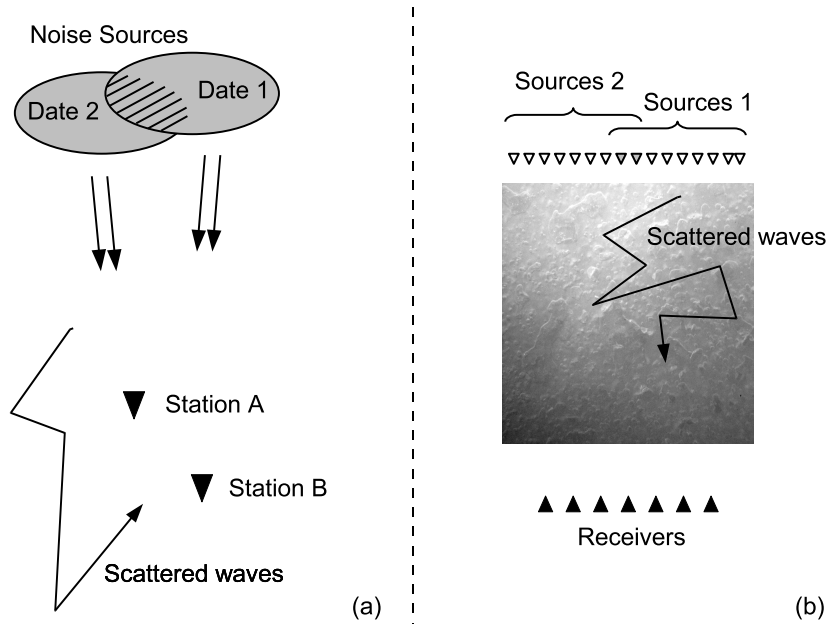 Noise Sources
Date 2
Date 1
Station A
Station B
Scattered waves
(a)
Sources 2
Sources 1
Scattered waves
Receivers
(b)